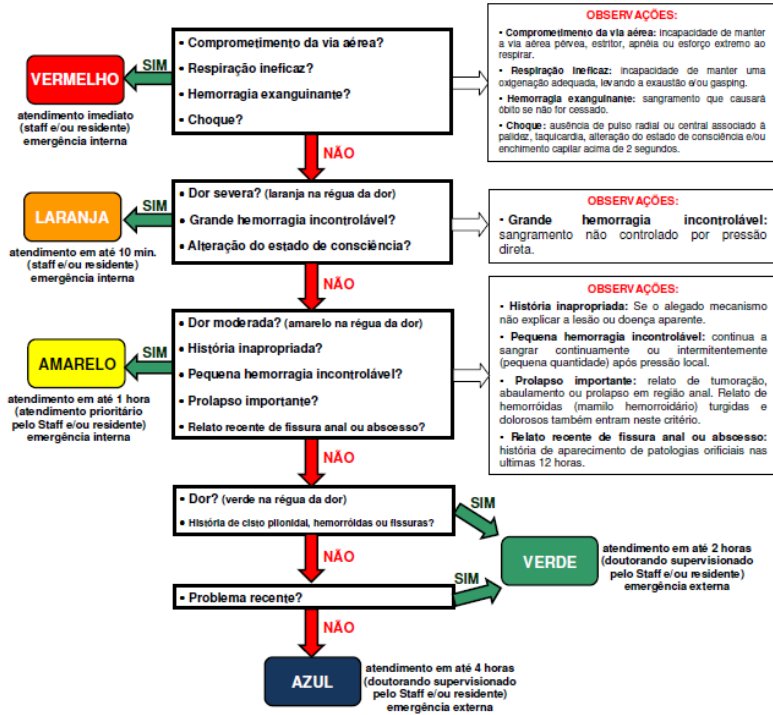 • Comprometimento da via aérea?
• Respiração ineficaz?
• Hemorragia exanguinante?
• Choque?
SIM
VERMELHO
atendimento imediato
(staff e/ou residente)
emergência interna
OBSERVAÇÕES:
• Comprometimento da via aérea: incapacidade de manter
a via aérea pérvea, estritor, apnéia ou esforço extremo ao
respirar.
• Respiração Ineficaz: incapacidade de manter uma
oxigenação adequada, levando a exaustão e/ou gasping.
• Hemorragia exanguinante: sangramento que causará
óbito se não for cessado.
• Choque: ausência de pulso radial ou central associado à
palidez, taquicardia, alteração do estado de consciência e/ou
enchimento capilar acima de 2 segundos.
NÃO
• Dor severa? (laranja na régua da dor)
• Grande hemorragia incontrolável?
• Alteração do estado de consciência?
SIM
LARANJA
atendimento em até 10 min.
(staff e/ou residente)
emergência interna
OBSERVAÇÕES:
• Grande hemorragia incontrolável:
sangramento não controlado por pressão
direta.
NÃO
• Dor moderada? (amarelo na régua da dor)
• História inapropriada?
• Pequena hemorragia incontrolável?
• Prolapso importante?
• Relato recente de fissura anal ou abscesso?
SIM
AMARELO
atendimento em até 1 hora
(atendimento prioritário
pelo Staff e/ou residente)
emergência interna
OBSERVAÇÕES:
• História inapropriada: Se o alegado mecanismo
não explicar a lesão ou doença aparente.
• Pequena hemorragia incontrolável: continua a
sangrar continuamente ou intermitentemente
(pequena quantidade) após pressão local.
• Prolapso importante: relato de tumoração,
abaulamento ou prolapso em região anal. Relato de
hemorróidas (mamilo hemorroidário) turgidas e
dolorosos também entram neste critério.
• Relato recente de fissura anal ou abscesso:
história de aparecimento de patologias orificiais nas
ultimas 12 horas.
NÃO
• Dor? (verde na régua da dor)
• História de cisto pilonidal, hemorróidas ou fissuras?
SIM
VERDE
atendimento em até 2 horas
(doutorando supervisionado
pelo Staff e/ou residente)
emergência externa
NÃO
• Problema recente?
SIM
NÃO
AZUL
atendimento em até 4 horas
(doutorando supervisionado
pelo Staff e/ou residente)
emergência externa